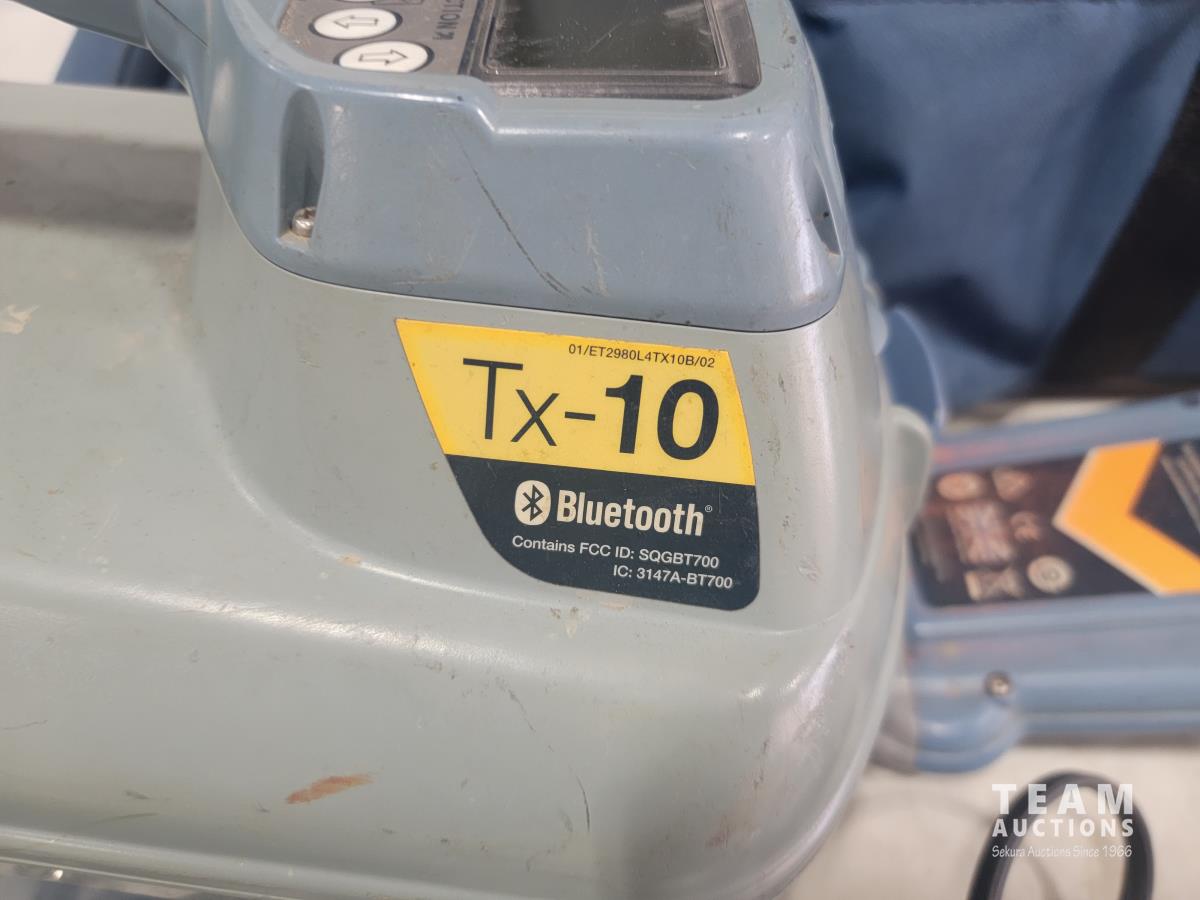 01/ET2980L4TX10B/02
Tx-10
Bluetooth®
Contains FCC ID: SQGBT700
IC: 3147A-BT700
TEAM
AUCTIONS
Sekura Auctions Since 1966